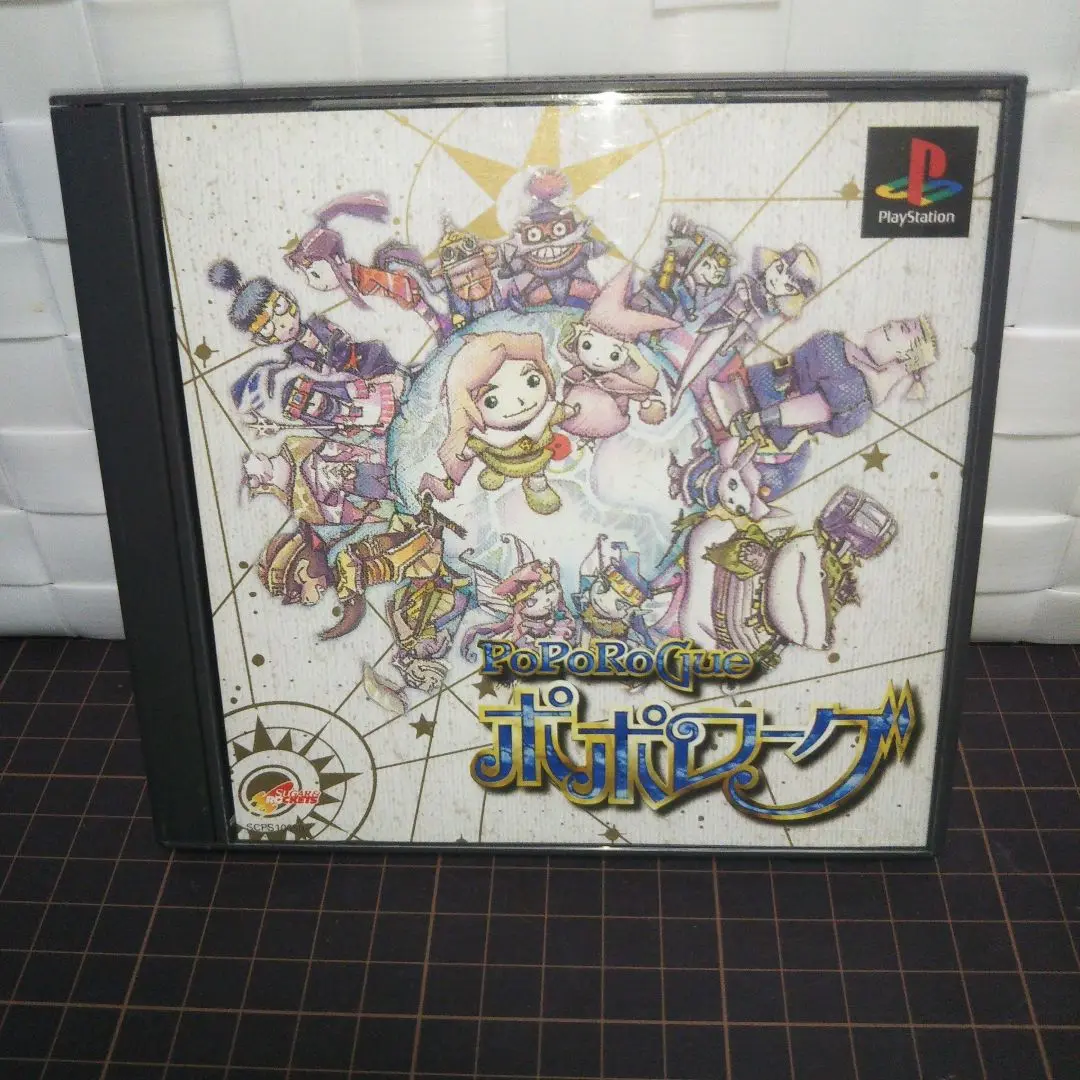 PlayStation
PoPoRoGue
ポポローグ
SUGAR &
ROCKETS